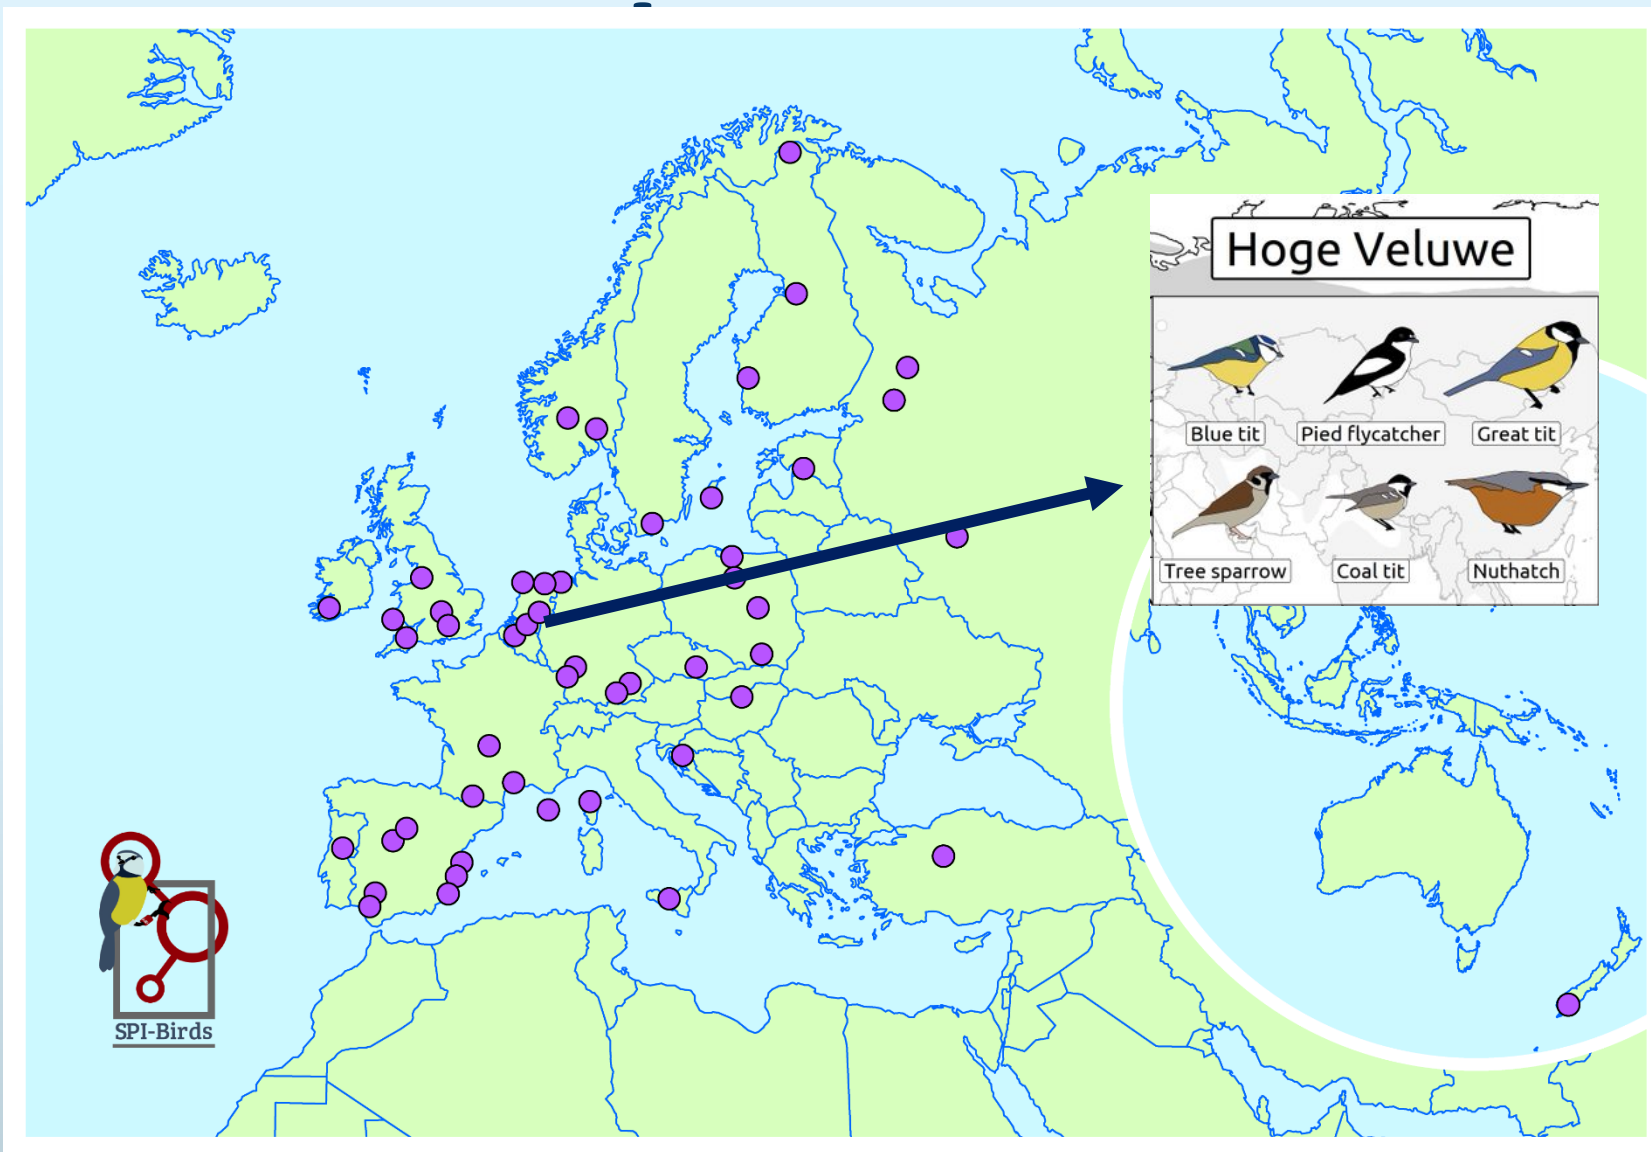 Hoge Veluwe
Blue tit
Pied flycatcher
Great tit
Tree sparrow
Coal tit
Nuthatch
SPI-Birds